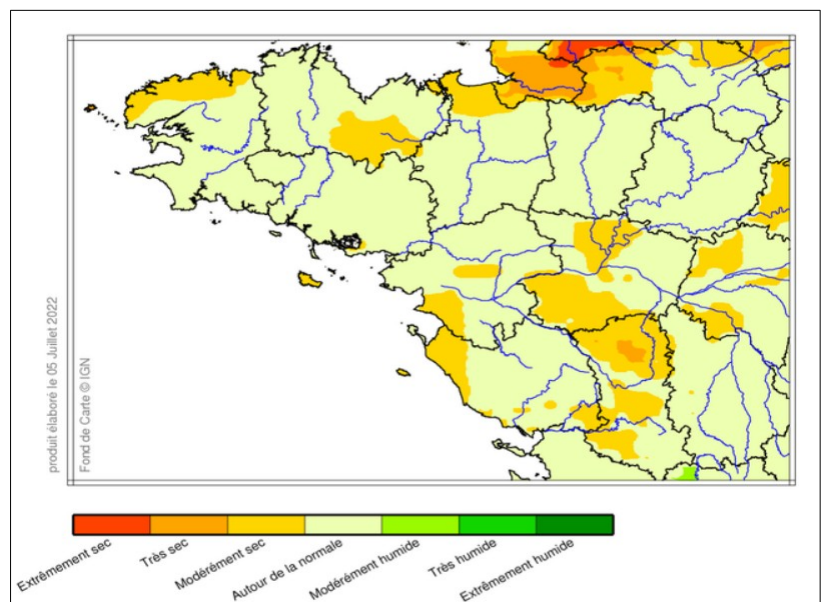 produit élaboré le 05 Juillet 2022
Fond de Carte © IGN
Extrêmement sec
Très sec
Modérément sec
Autour de la normale
Modérément humide
Très humide
Extrêmement humide